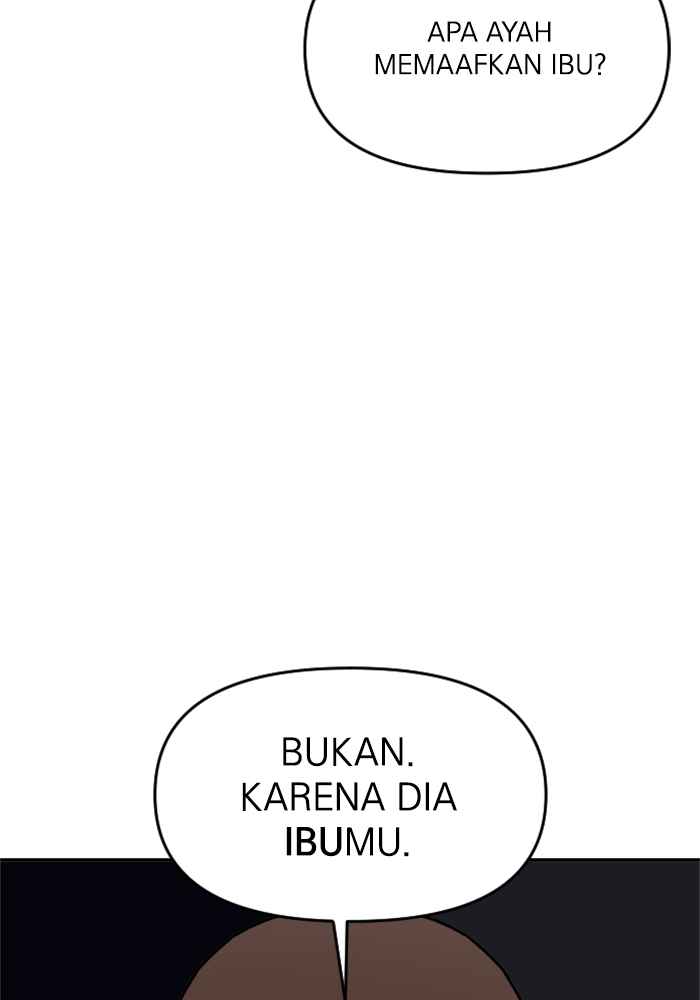 APA AYAH
MEMAAFKAN IBU?
BUKAN.
KARENA DIA
IBUMU.